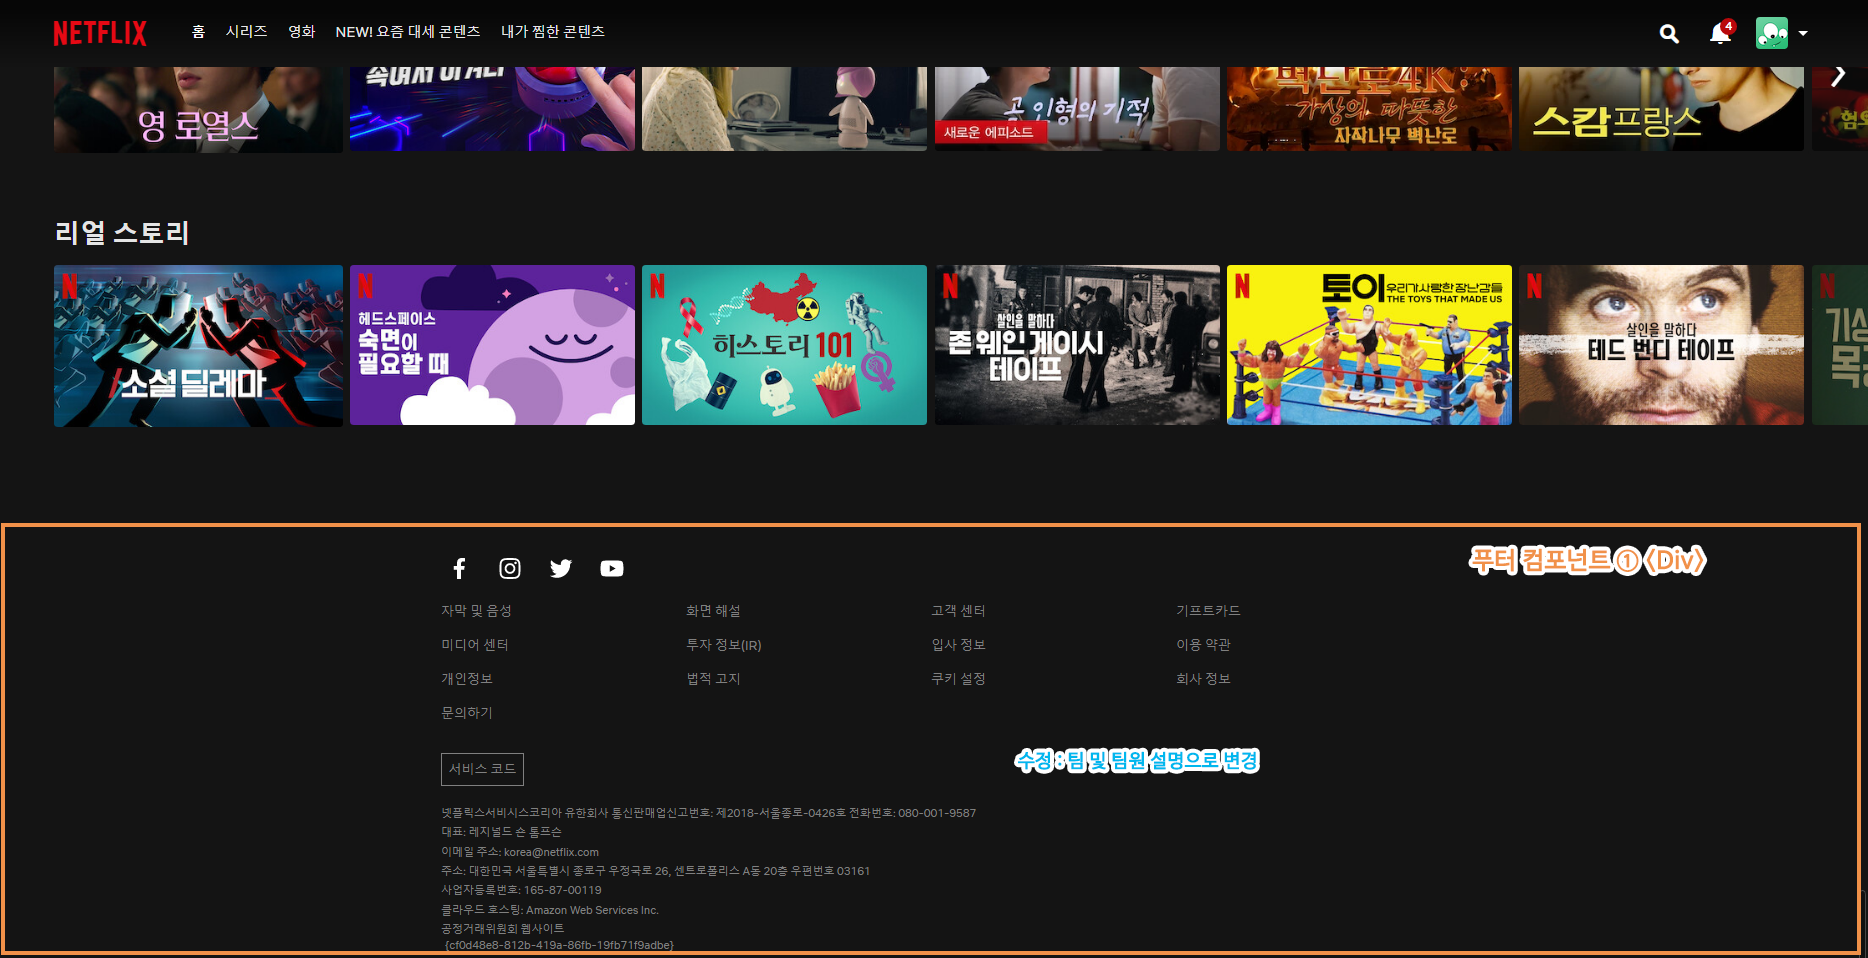 NETFLIX 홈 시리즈 영화 NEW! 요즘 대세 콘텐츠 내가 찜한 콘텐츠 4
영 로열스
속여서 이겨라
새로운 에피소드
공 인형의 기적
벽난로 4K:
가상의, 따뜻한
자작나무 벽난로
스캄 프랑스
혐오
리얼 스토리
N
소셜 딜레마
N
헤드스페이스
숙면이
필요할 때
N
히스토리 101
N
살인을 말하다
존 웨인 게이시
테이프
N
토이 우리가 사랑한 장난감들
THE TOYS THAT MADE US
N
살인을 말하다
테드 번디 테이프
N
기상
목
푸터 컴포넌트 ① <Div>
자막 및 음성 화면 해설 고객 센터 기프트카드
미디어 센터 투자 정보(IR) 입사 정보 이용 약관
개인정보 법적 고지 쿠키 설정 회사 정보
문의하기
수정 : 팀 및 팀원 설명으로 변경
서비스 코드
넷플릭스서비시스코리아 유한회사 통신판매업신고번호: 제2018-서울종로-0426호 전화번호: 080-001-9587
대표: 레지널드 숀 톰프슨
이메일 주소: korea@netflix.com
주소: 대한민국 서울특별시 종로구 우정국로 26, 센트로폴리스 A동 20층 우편번호 03161
사업자등록번호: 165-87-00119
클라우드 호스팅: Amazon Web Services Inc.
공정거래위원회 웹사이트
{cf0d48e8-812b-419a-86fb-19fb71f9adbe}